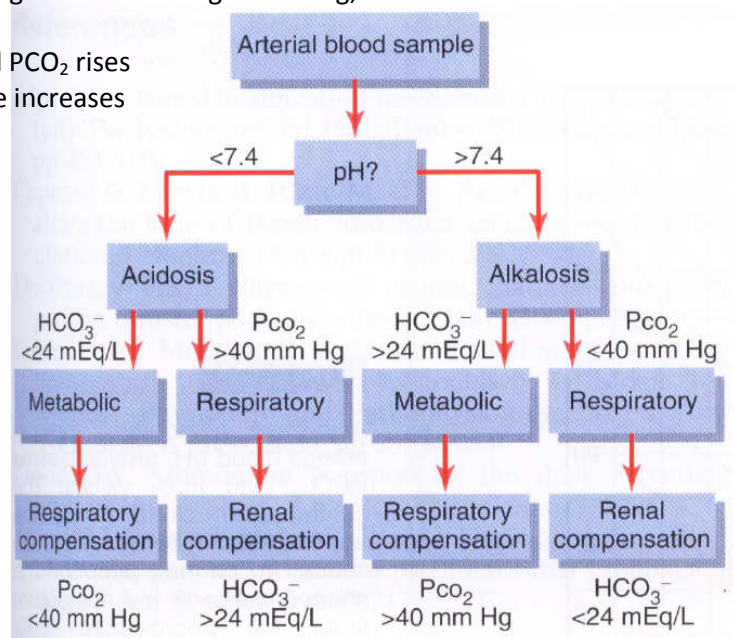 Arterial blood sample
PCO₂ rises
increases
<7.4
pH?
>7.4
Acidosis
Alkalosis
HCO₃⁻
<24 mEq/L
Pco₂
>40 mm Hg
HCO₃⁻
>24 mEq/L
Pco₂
<40 mm Hg
Metabolic
Respiratory
Metabolic
Respiratory
Respiratory
compensation
Renal
compensation
Respiratory
compensation
Renal
compensation
Pco₂
<40 mm Hg
HCO₃⁻
>24 mEq/L
Pco₂
>40 mm Hg
HCO₃⁻
<24 mEq/L